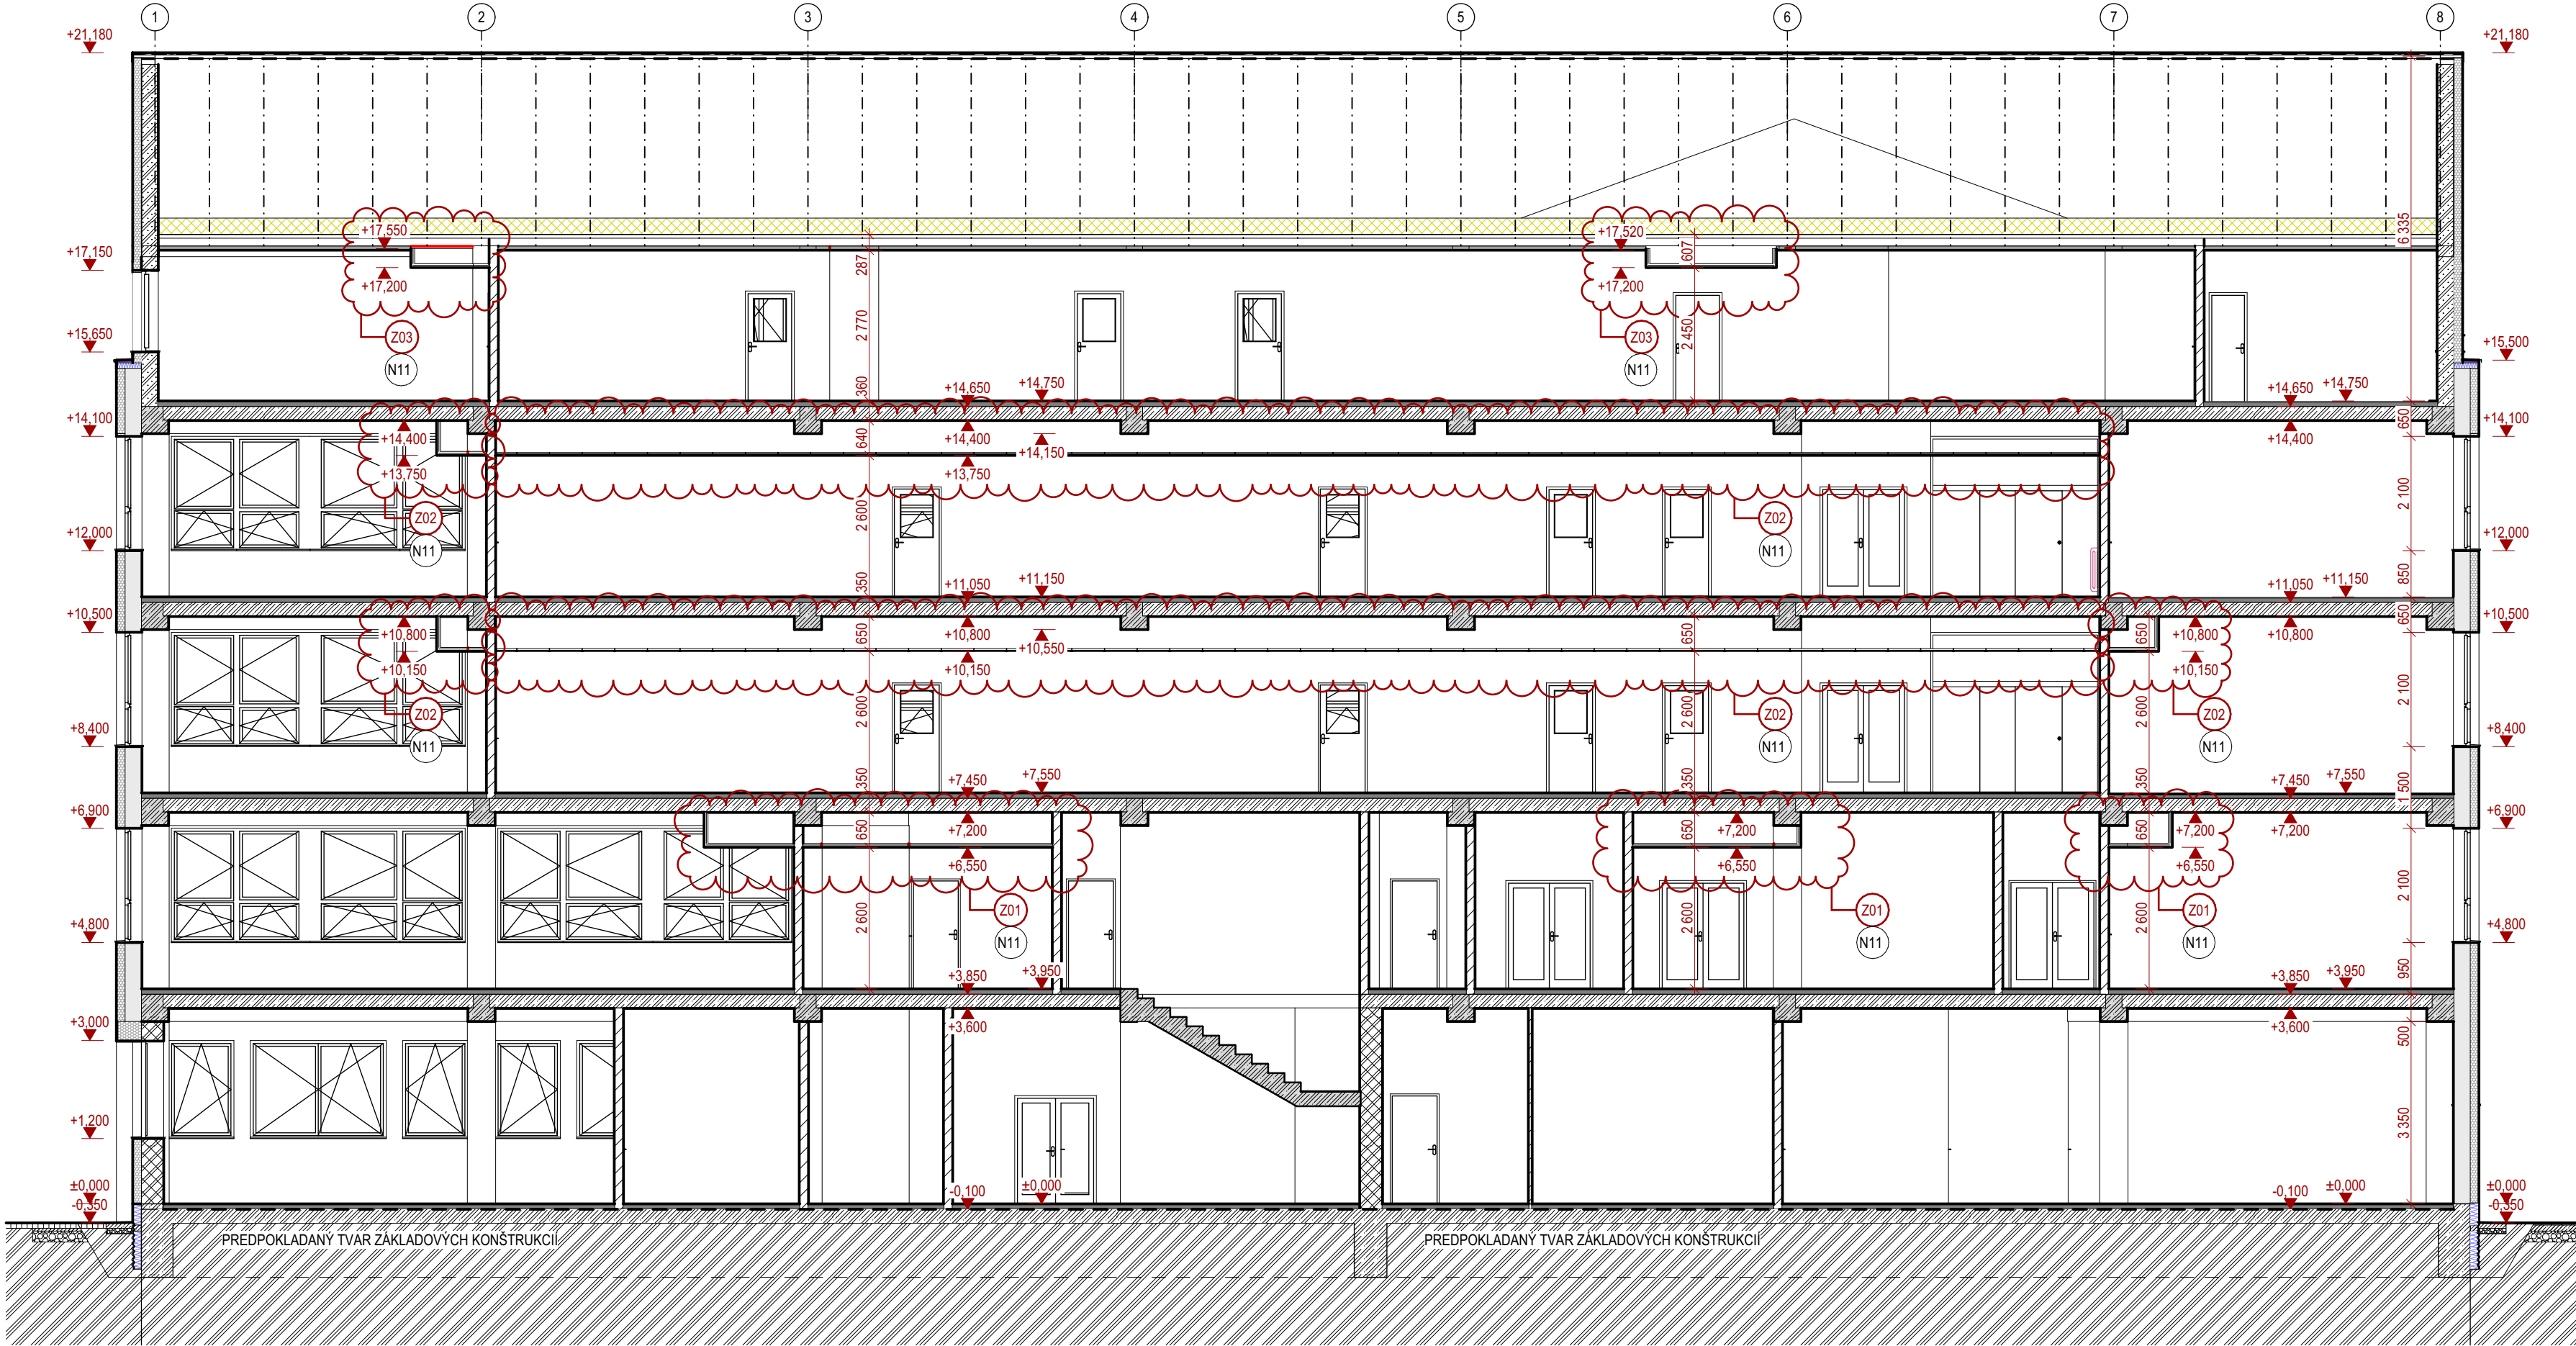 1 2 3 4 5 6 7 8
+21,180 +21,180
+17,550 +17,520
607
6 335
+17,150
287
+17,200 +17,200
2 770
2 450
Z03 Z03
+15,650 +15,500
N11 N11
360
+14,650 +14,750 +14,650 +14,750
+14,100 650 +14,100
+14,400 640 +14,400 +14,150 +14,400
+13,750 +13,750
2 600 2 100
Z02 Z02
+12,000 +12,000
N11 N11
350 +11,050 +11,150 850 +11,050 +11,150
+10,500 650 +10,500
+10,800 650 +10,800 +10,550 650 650 +10,800 +10,800
+10,150 +10,150 +10,150
2 600 2 600 2 600 2 100
Z02 Z02 Z02
+8,400 +8,400
N11 N11 N11
350 +7,450 +7,550 350 350 +7,450 +7,550 1 500
+6,900 +6,900
650 +7,200 650 +7,200 650 +7,200 +7,200
+6,550 +6,550 +6,550
2 600 2 600 2 600 2 100
Z01 Z01 Z01
+4,800 +4,800
N11 N11 N11
+3,850 +3,950 +3,850 +3,950 950
+3,000
+3,600 +3,600 500
+1,200 3 350
±0,000 -0,100 ±0,000 -0,100 ±0,000 ±0,000
-0,350 -0,350
PREDPOKLADANÝ TVAR ZÁKLADOVÝCH KONŠTRUKCIÍ PREDPOKLADANÝ TVAR ZÁKLADOVÝCH KONŠTRUKCIÍ